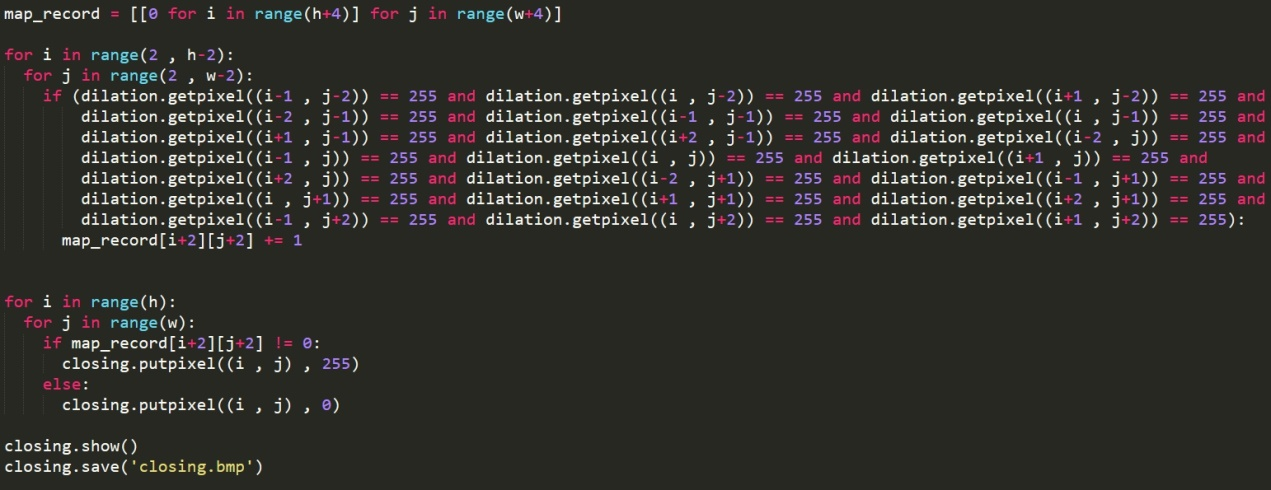 map_record = [[0 for i in range(h+4)] for j in range(w+4)]
for i in range(2 , h-2):
for j in range(2 , w-2):
if (dilation.getpixel((i-1 , j-2)) == 255 and dilation.getpixel((i , j-2)) == 255 and dilation.getpixel((i+1 , j-2)) == 255 and
dilation.getpixel((i-2 , j-1)) == 255 and dilation.getpixel((i-1 , j-1)) == 255 and dilation.getpixel((i , j-1)) == 255 and
dilation.getpixel((i+1 , j-1)) == 255 and dilation.getpixel((i+2 , j-1)) == 255 and dilation.getpixel((i-2 , j)) == 255 and
dilation.getpixel((i-1 , j)) == 255 and dilation.getpixel((i , j)) == 255 and dilation.getpixel((i+1 , j)) == 255 and
dilation.getpixel((i+2 , j)) == 255 and dilation.getpixel((i-2 , j+1)) == 255 and dilation.getpixel((i-1 , j+1)) == 255 and
dilation.getpixel((i , j+1)) == 255 and dilation.getpixel((i+1 , j+1)) == 255 and dilation.getpixel((i+2 , j+1)) == 255 and
dilation.getpixel((i-1 , j+2)) == 255 and dilation.getpixel((i , j+2)) == 255 and dilation.getpixel((i+1 , j+2)) == 255):
map_record[i+2][j+2] += 1
for i in range(h):
for j in range(w):
if map_record[i+2][j+2] != 0:
closing.putpixel((i , j) , 255)
else:
closing.putpixel((i , j) , 0)
closing.show()
closing.save('closing.bmp')